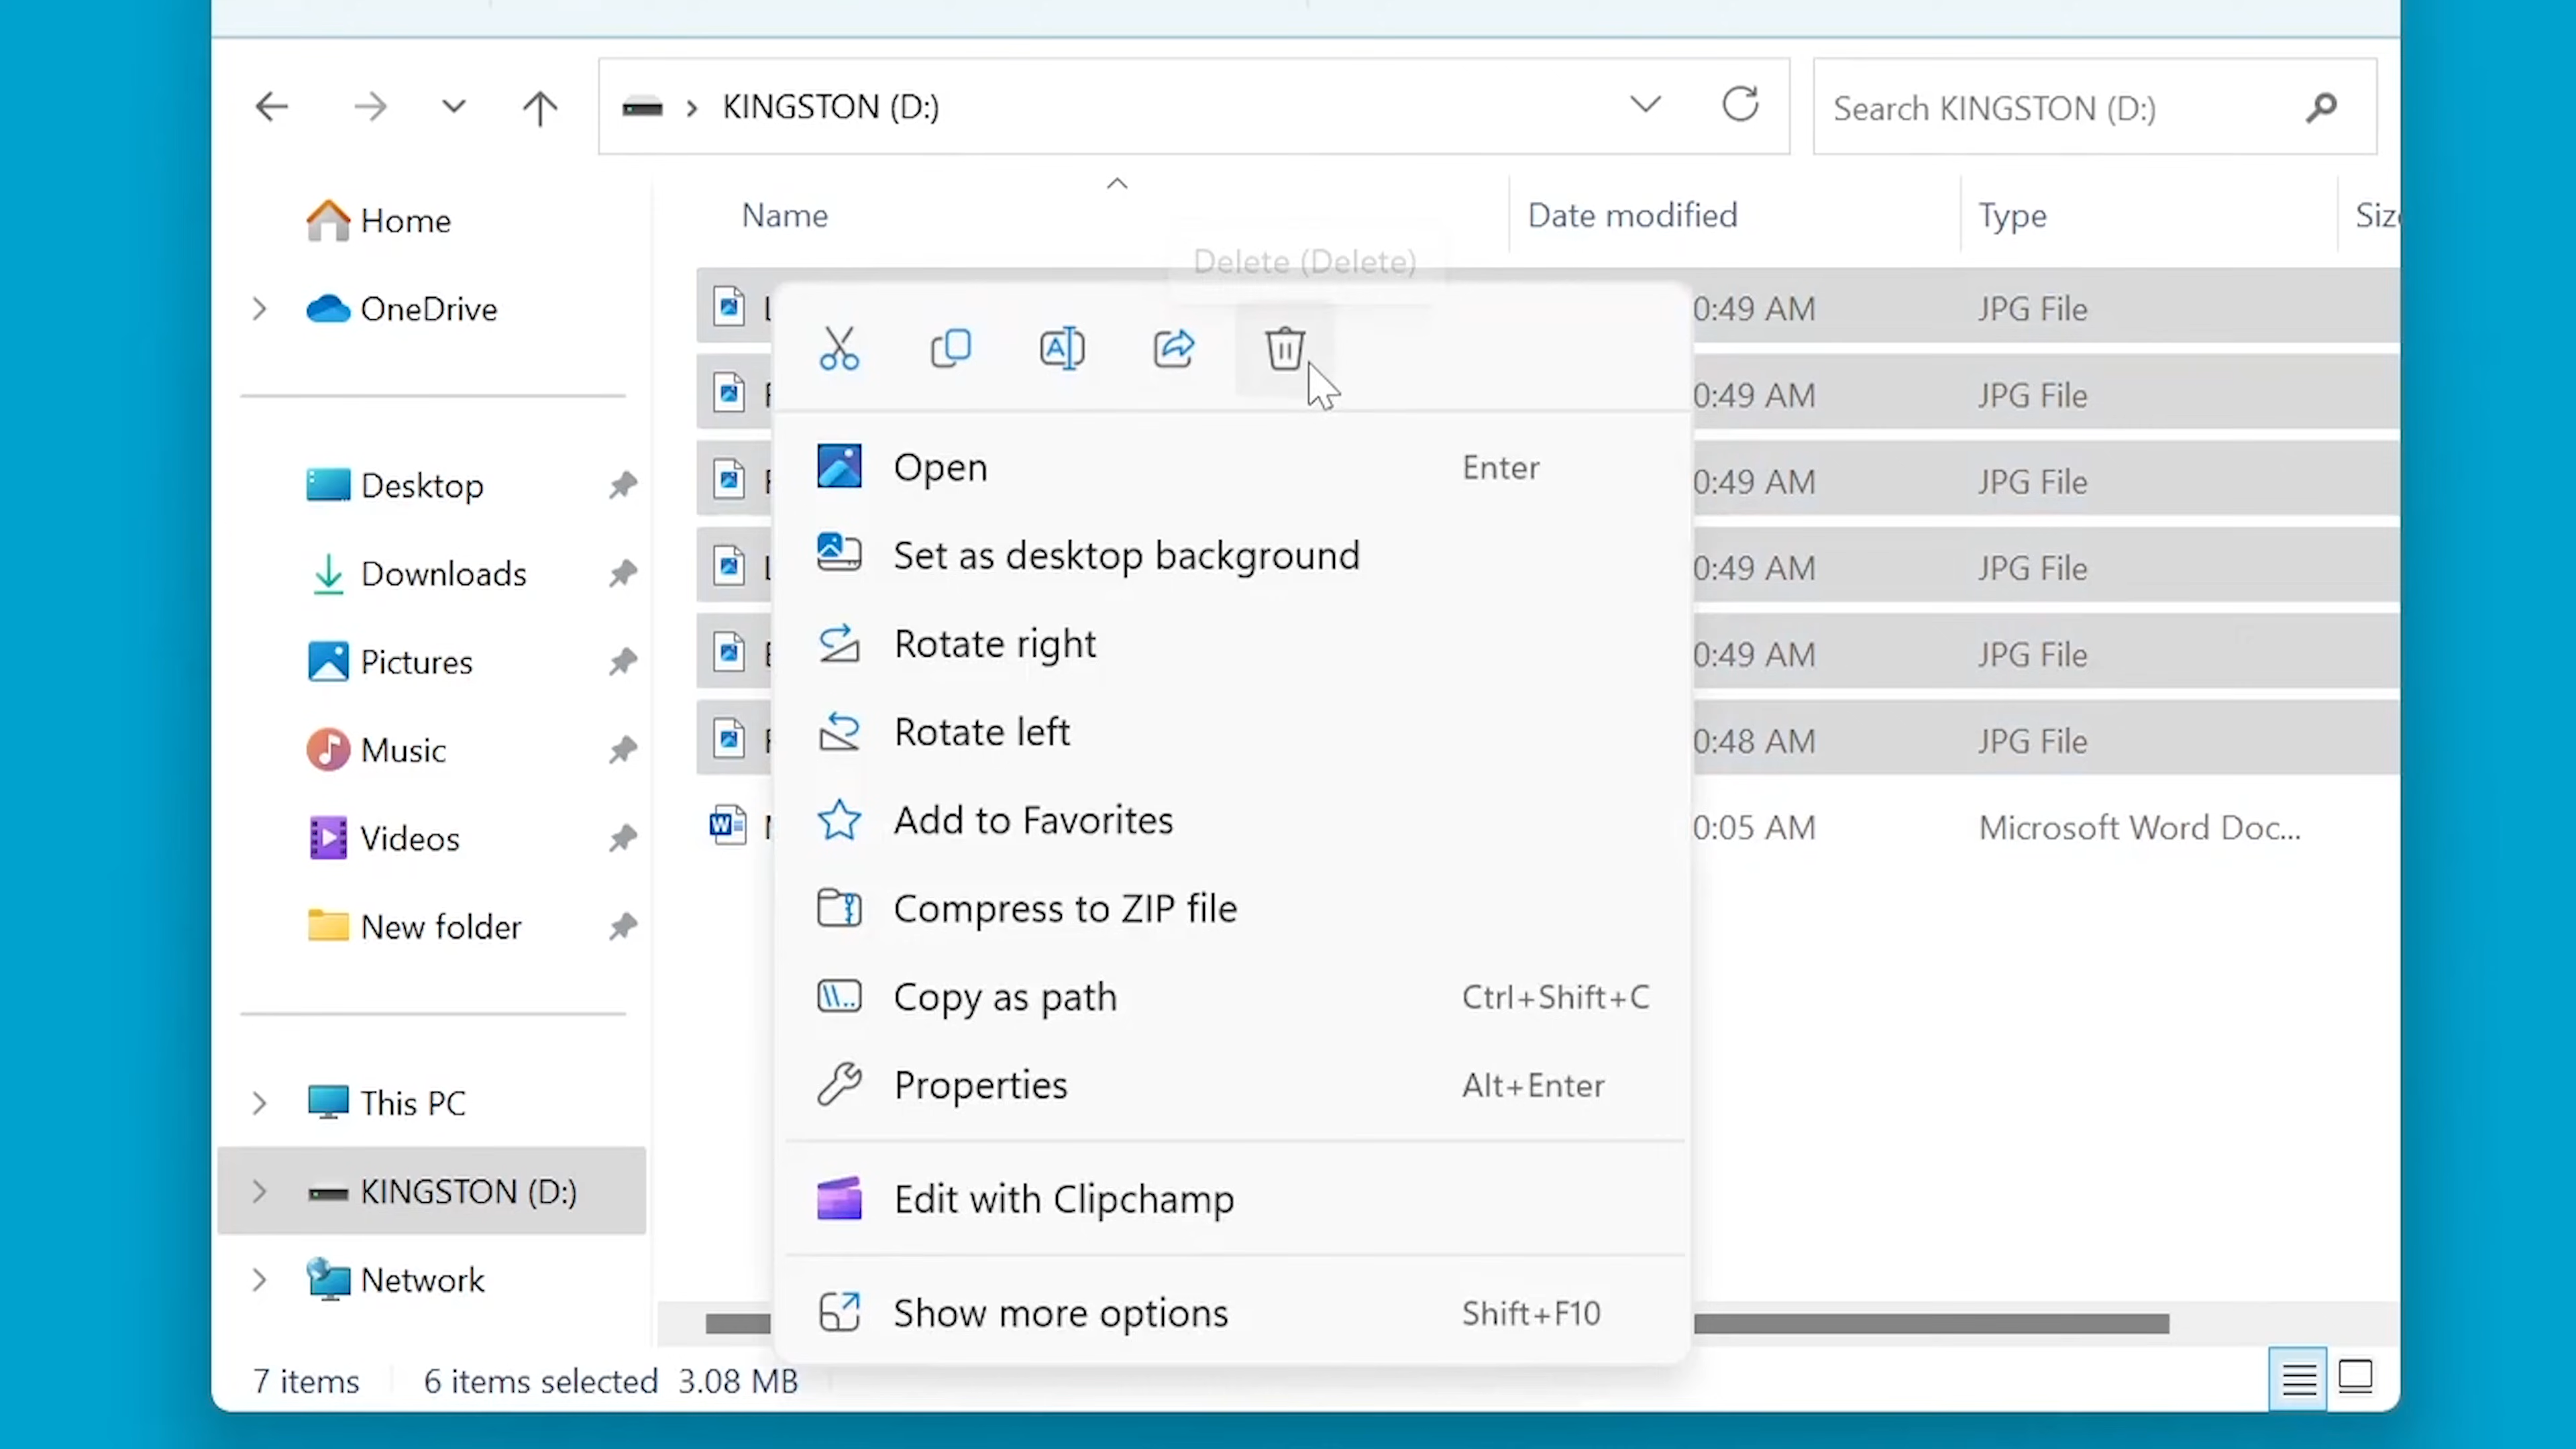 KINGSTON (D:)
Search KINGSTON (D:)
Home
OneDrive
Desktop
Downloads
Pictures
Music
Videos
New folder
This PC
KINGSTON (D:)
Network
Name
Date modified
Type
Delete (Delete)
0:49 AM JPG File
0:49 AM JPG File
0:49 AM JPG File
0:49 AM JPG File
0:49 AM JPG File
0:48 AM JPG File
0:05 AM Microsoft Word Doc...
Open Enter
Set as desktop background
Rotate right
Rotate left
Add to Favorites
Compress to ZIP file
Copy as path Ctrl+Shift+C
Properties Alt+Enter
Edit with Clipchamp
Show more options Shift+F10
7 items 6 items selected 3.08 MB